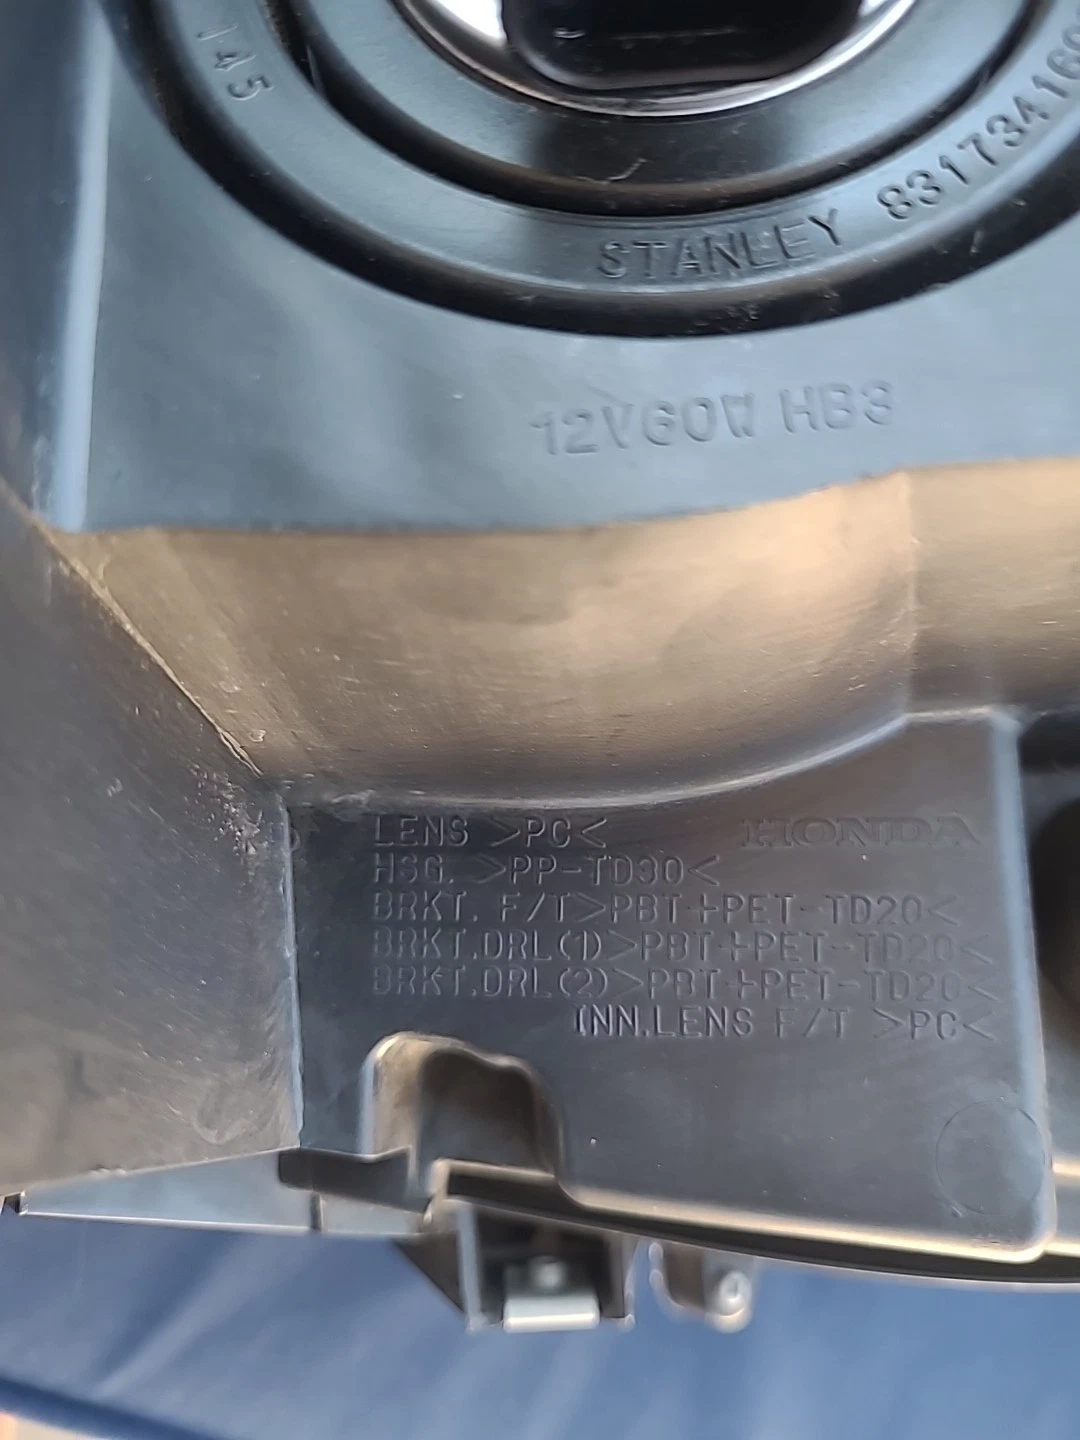 145
STANLEY 83173416
12V60W HB3
HONDA
LENS >PC<
HSG. >PP-TD30<
BRKT. F/T>PBT+PET-TD20<
BRKT.DRL(1)>PBT+PET-TD20<
BRKT.DRL(2)>PBT+PET-TD20<
INN.LENS F/T >PC<